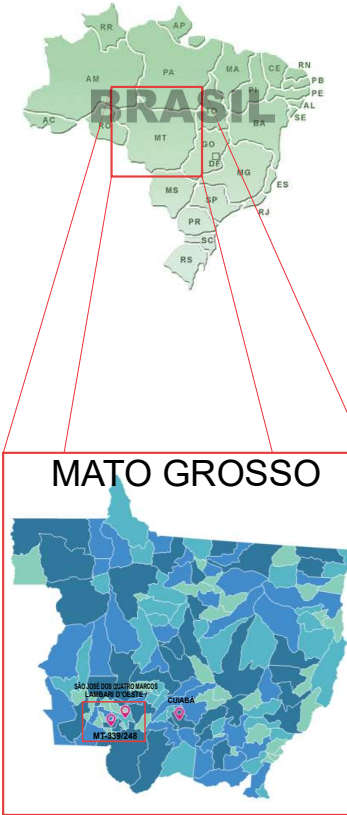 RR
AP
AM
PA
MA
CE
RN
PB
PE
AL
SE
PI
BRASIL
TO
AC
RO
BA
MT
GO
DF
MG
ES
MS
SP
RJ
PR
SC
RS
MATO GROSSO
SÃO JOSÉ DOS QUATRO MARCOS
LAMBARI D'OESTE
CUIABÁ
MT-339/248